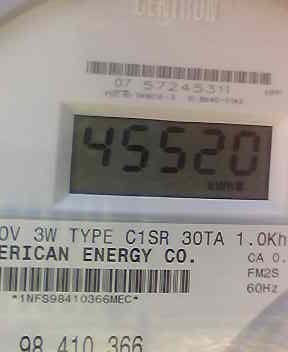 CENTRON
07 57245311
45520
kWh
0V 3W TYPE C1SR 30TA 1.0Kh
ERICAN ENERGY CO.
CA 0.
FM2S
*1NFS98410366MEC*
60Hz
98 410 366